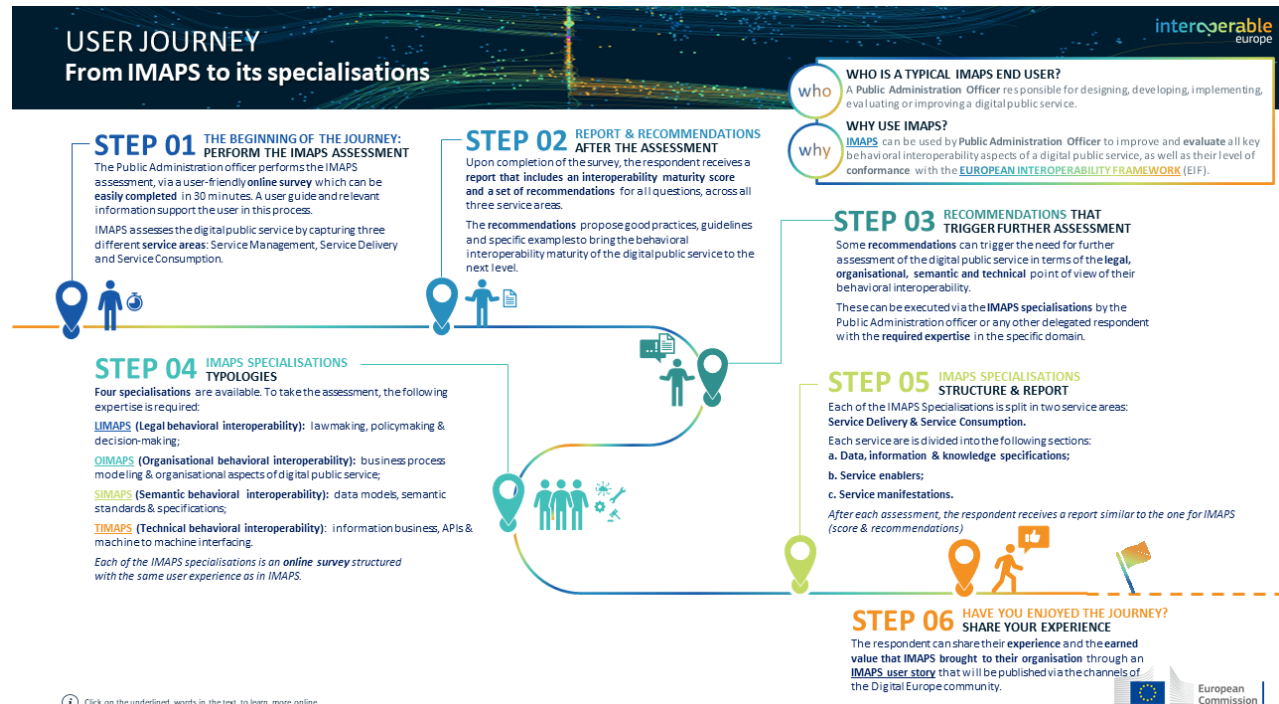 USER JOURNEY
From IMAPS to its specialisations
interoperable
europe
who
WHO IS A TYPICAL IMAPS END USER?
A Public Administration Officer responsible for designing, developing, implementing,
evaluating or improving a digital public service.
why
WHY USE IMAPS?
IMAPS can be used by Public Administration Officer to improve and evaluate all key
behavioral interoperability aspects of a digital public service, as well as their level of
conformance with the EUROPEAN INTEROPERABILITY FRAMEWORK (EIF).
STEP 01 THE BEGINNING OF THE JOURNEY:
PERFORM THE IMAPS ASSESSMENT
The Public Administration officer performs the IMAPS
assessment, via a user-friendly online survey which can be
easily completed in 30 minutes. A user guide and relevant
information support the user in this process.
IMAPS assesses the digital public service by capturing three
different service areas: Service Management, Service Delivery
and Service Consumption.
STEP 02 REPORT & RECOMMENDATIONS
AFTER THE ASSESSMENT
Upon completion of the survey, the respondent receives a
report that includes an interoperability maturity score
and a set of recommendations for all questions, across all
three service areas.
The recommendations propose good practices, guidelines
and specific examples to bring the behavioral
interoperability maturity of the digital public service to the
next level.
STEP 03 RECOMMENDATIONS THAT
TRIGGER FURTHER ASSESSMENT
Some recommendations can trigger the need for further
assessment of the digital public service in terms of the legal,
organisational, semantic and technical point of view of their
behavioral interoperability.
These can be executed via the IMAPS specialisations by the
Public Administration officer or any other delegated respondent
with the required expertise in the specific domain.
STEP 04 IMAPS SPECIALISATIONS
TYPOLOGIES
Four specialisations are available. To take the assessment, the following
expertise is required:
LIMAPS (Legal behavioral interoperability): lawmaking, policymaking &
decision-making;
OIMAPS (Organisational behavioral interoperability): business process
modeling & organisational aspects of digital public service;
SIMAPS (Semantic behavioral interoperability): data models, semantic
standards & specifications;
TIMAPS (Technical behavioral interoperability): information business, APIs &
machine to machine interfacing.
Each of the IMAPS specialisations is an online survey structured
with the same user experience as in IMAPS.
STEP 05 IMAPS SPECIALISATIONS
STRUCTURE & REPORT
Each of the IMAPS Specialisations is split in two service areas:
Service Delivery & Service Consumption.
Each service are is divided into the following sections:
a. Data, information & knowledge specifications;
b. Service enablers;
c. Service manifestations.
After each assessment, the respondent receives a report similar to the one for IMAPS
(score & recommendations)
STEP 06 HAVE YOU ENJOYED THE JOURNEY?
SHARE YOUR EXPERIENCE
The respondent can share their experience and the earned
value that IMAPS brought to their organisation through an
IMAPS user story that will be published via the channels of
the Digital Europe community.
i Click on the underlined words in the text to learn more online
European
Commission